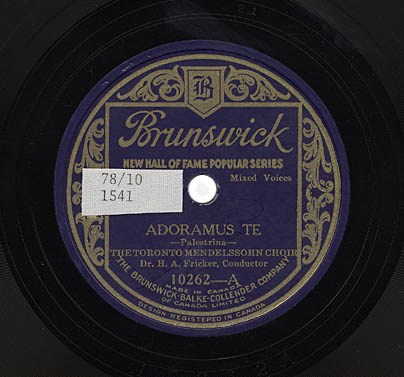 B
Brunswick
NEW HALL OF FAME POPULAR SERIES
78/10
1541
Mixed Voices
ADORAMUS TE
—Palestrina—
THE TORONTO MENDELSSOHN CHOIR
Dr. H. A. Fricker, Conductor
10262—A
MADE IN CANADA
THE BRUNSWICK-BALKE-COLLENDER COMPANY
OF CANADA LIMITED
DESIGN REGISTERED IN CANADA